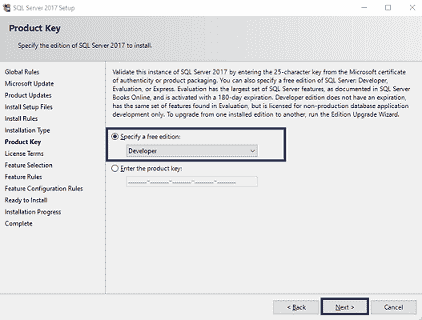 SQL Server 2017 Setup
Product Key
Specify the edition of SQL Server 2017 to install.
Global Rules
Microsoft Update
Product Updates
Install Setup Files
Install Rules
Installation Type
Product Key
License Terms
Feature Selection
Feature Rules
Feature Configuration Rules
Ready to Install
Installation Progress
Complete
Validate this instance of SQL Server 2017 by entering the 25-character key from the Microsoft certificate
of authenticity or product packaging. You can also specify a free edition of SQL Server: Developer,
Evaluation, or Express. Evaluation has the largest set of SQL Server features, as documented in SQL
Server Books Online, and is activated with a 180-day expiration. Developer edition does not have an expiration,
has the same set of features found in Evaluation, but is licensed for non-production database application
development only. To upgrade from one installed edition to another, run the Edition Upgrade Wizard.
Specify a free edition:
Developer
Enter the product key:
< Back
Next >
Cancel